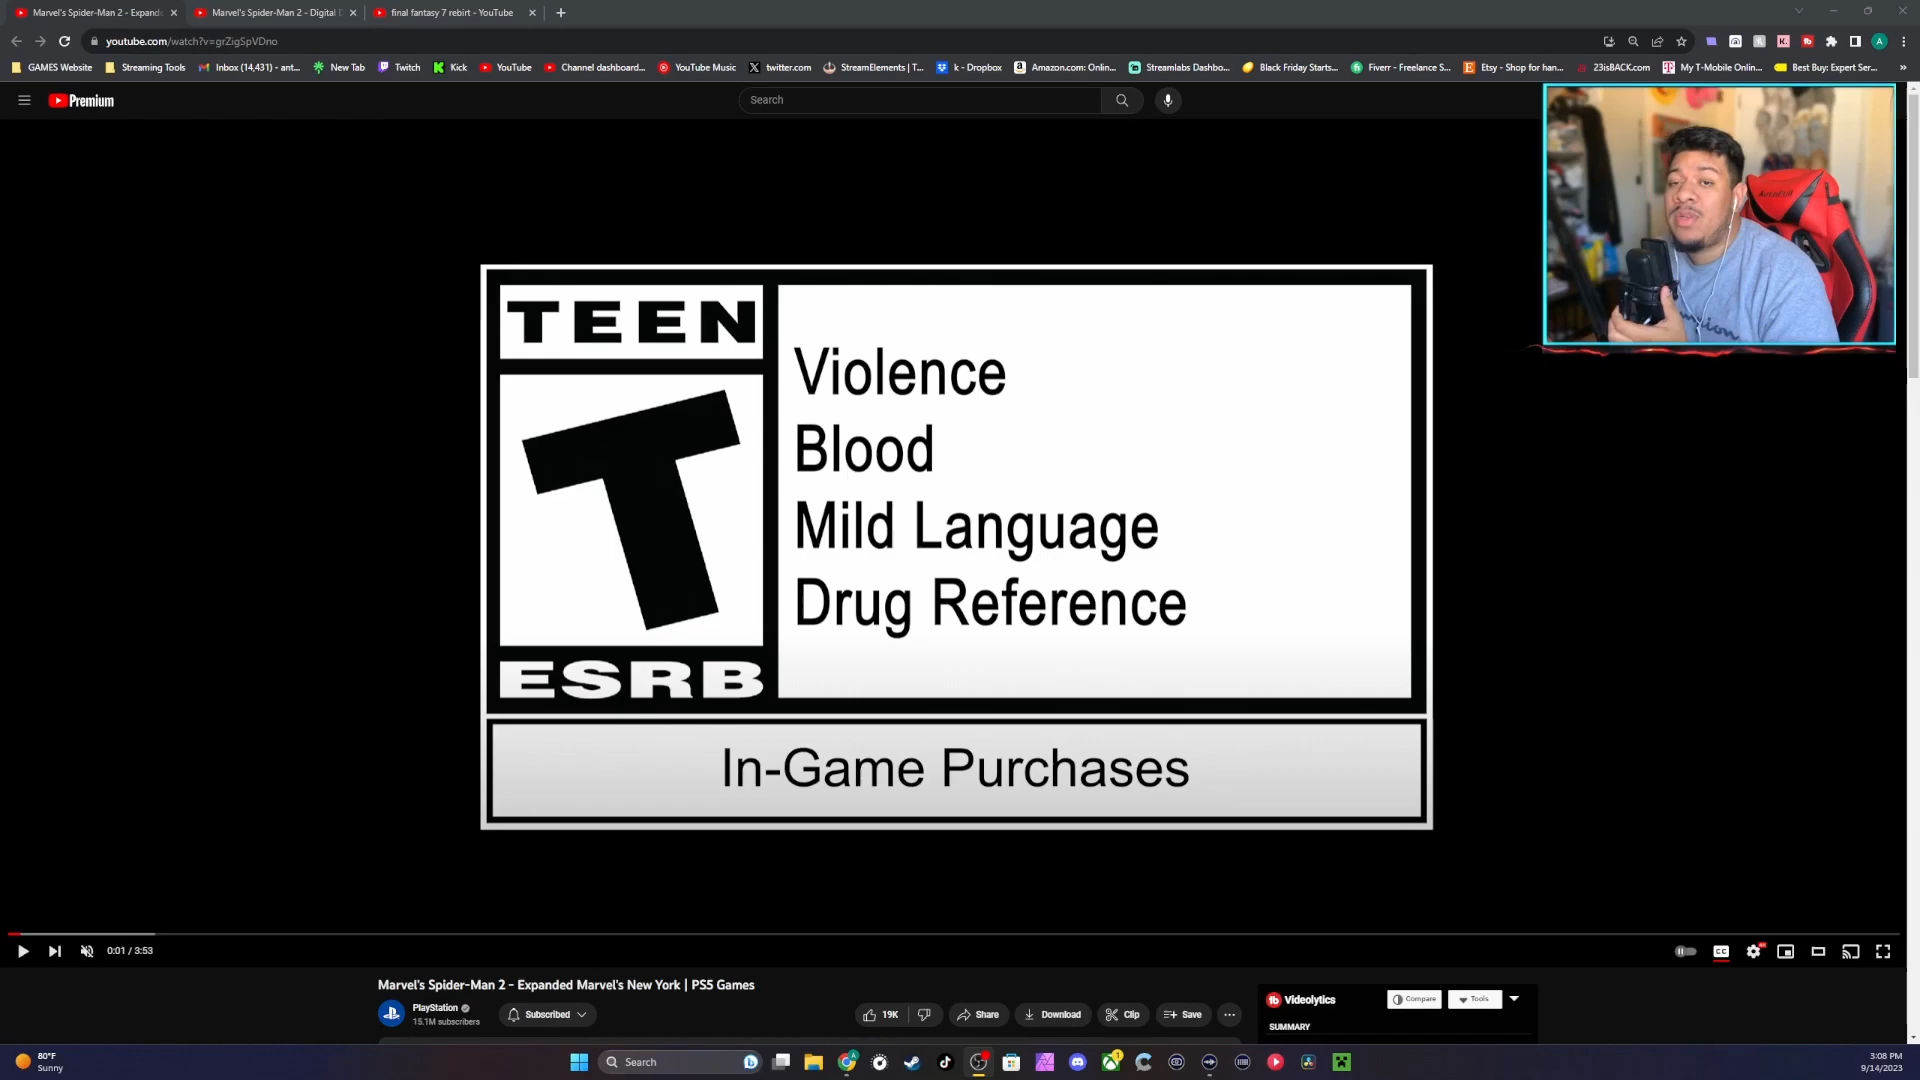 Marvel's Spider-Man 2 - Expand
Marvel's Spider-Man 2 - Digital
final fantasy 7 rebirt - YouTube
youtube.com/watch?v=grZigSpVDno
GAMES Website
Streaming Tools
Inbox (14,431) - ant...
New Tab
Twitch
Kick
YouTube
Channel dashboard...
YouTube Music
twitter.com
StreamElements | T...
k - Dropbox
Amazon.com: Onlin...
Streamlabs Dashbo...
Black Friday Starts...
Fiverr - Freelance S...
Etsy - Shop for han...
23isBACK.com
My T-Mobile Onlin...
Best Buy: Expert Ser...
Premium
Search
TEEN
T
ESRB
Violence
Blood
Mild Language
Drug Reference
In-Game Purchases
0:01 / 3:53
CC
Marvel's Spider-Man 2 - Expanded Marvel's New York | PS5 Games
PlayStation
15.1M subscribers
Subscribed
19K
Share
Download
Clip
Save
Videolytics
Compare
Tools
SUMMARY
80°F
Sunny
Search
3:08 PM
9/14/2023